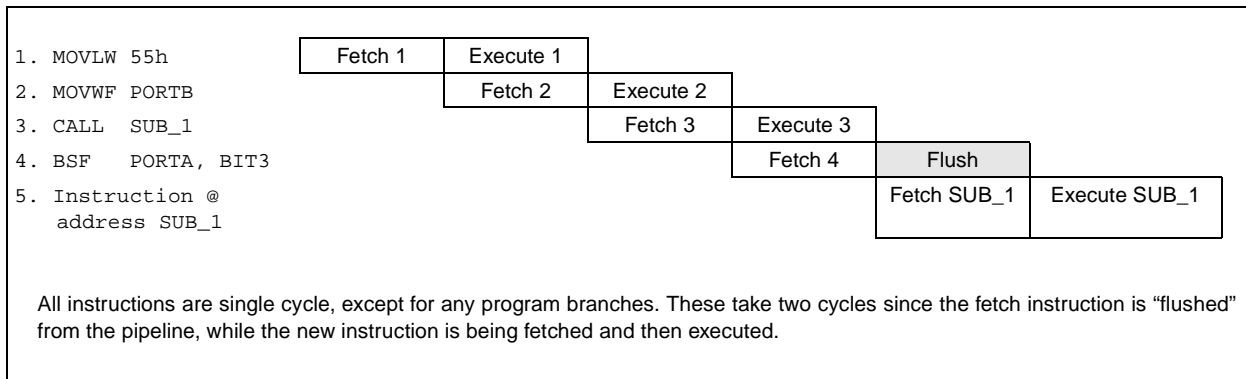 1. MOVLW 55h Fetch 1 Execute 1
2. MOVWF PORTB Fetch 2 Execute 2
3. CALL SUB_1 Fetch 3 Execute 3
4. BSF PORTA, BIT3 Fetch 4 Flush
5. Instruction @ Fetch SUB_1 Execute SUB_1
address SUB_1
All instructions are single cycle, except for any program branches. These take two cycles since the fetch instruction is “flushed”
from the pipeline, while the new instruction is being fetched and then executed.